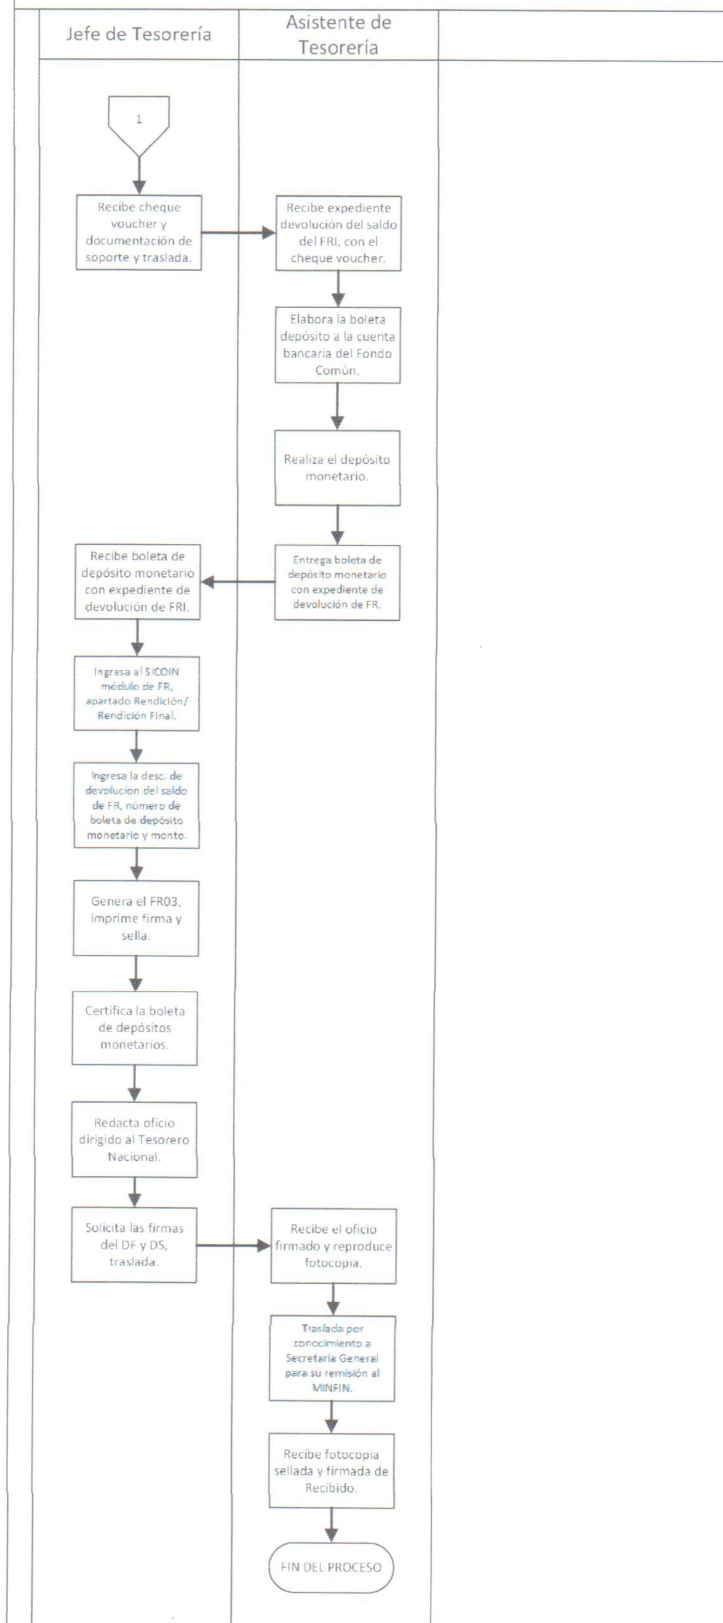 Jefe de Tesorería
Asistente de
Tesorería
1
Recibe cheque
voucher y
documentación de
soporte y traslada.
Recibe expediente
devolución del saldo
del FRI, con el
cheque voucher.
Elabora la boleta
depósito a la cuenta
bancaria del Fondo
Común.
Realiza el depósito
monetario.
Entrega boleta de
depósito monetario
con expediente de
devolución de FR.
Recibe boleta de
depósito monetario
con expediente de
devolución de FRI.
Ingresa al SICOIN
módulo de FR,
apartado Rendición/
Rendición Final.
Ingresa la desc. de
devolucion del saldo
de FR, número de
boleta de depósito
monetario y monto.
Genera el FR03,
imprime firma y
sella.
Certifica la boleta
de depósitos
monetarios.
Redacta oficio
dirigido al Tesorero
Nacional.
Solicita las firmas
del DF y DS,
traslada.
Recibe el oficio
firmado y reproduce
fotocopia.
Traslada por
conocimiento a
Secretaría General
para su remisión al
MINFIN.
Recibe fotocopia
sellada y firmada de
Recibido.
FIN DEL PROCESO